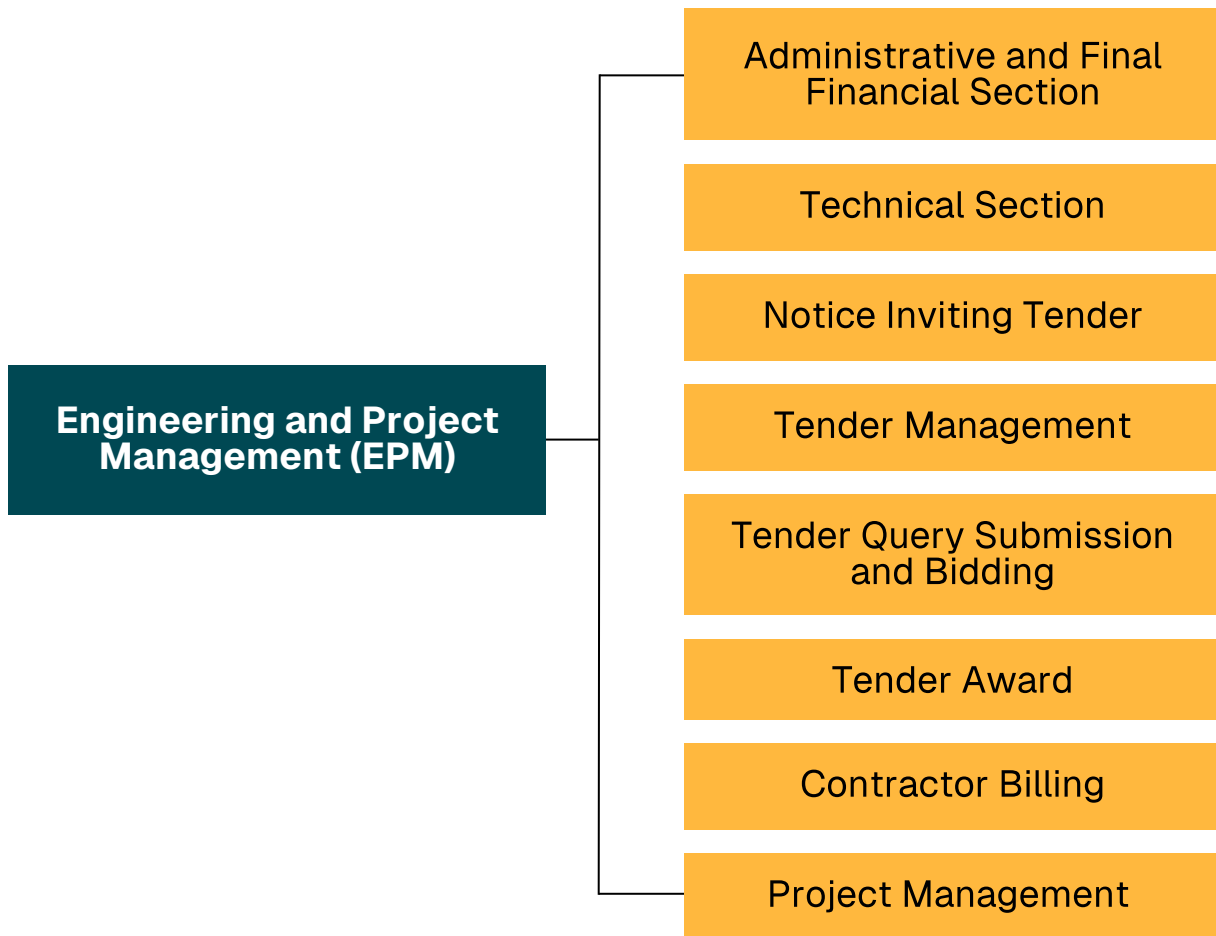 Administrative and Final
Financial Section
Technical Section
Notice Inviting Tender
Engineering and Project
Management (EPM)
Tender Management
Tender Query Submission
and Bidding
Tender Award
Contractor Billing
Project Management